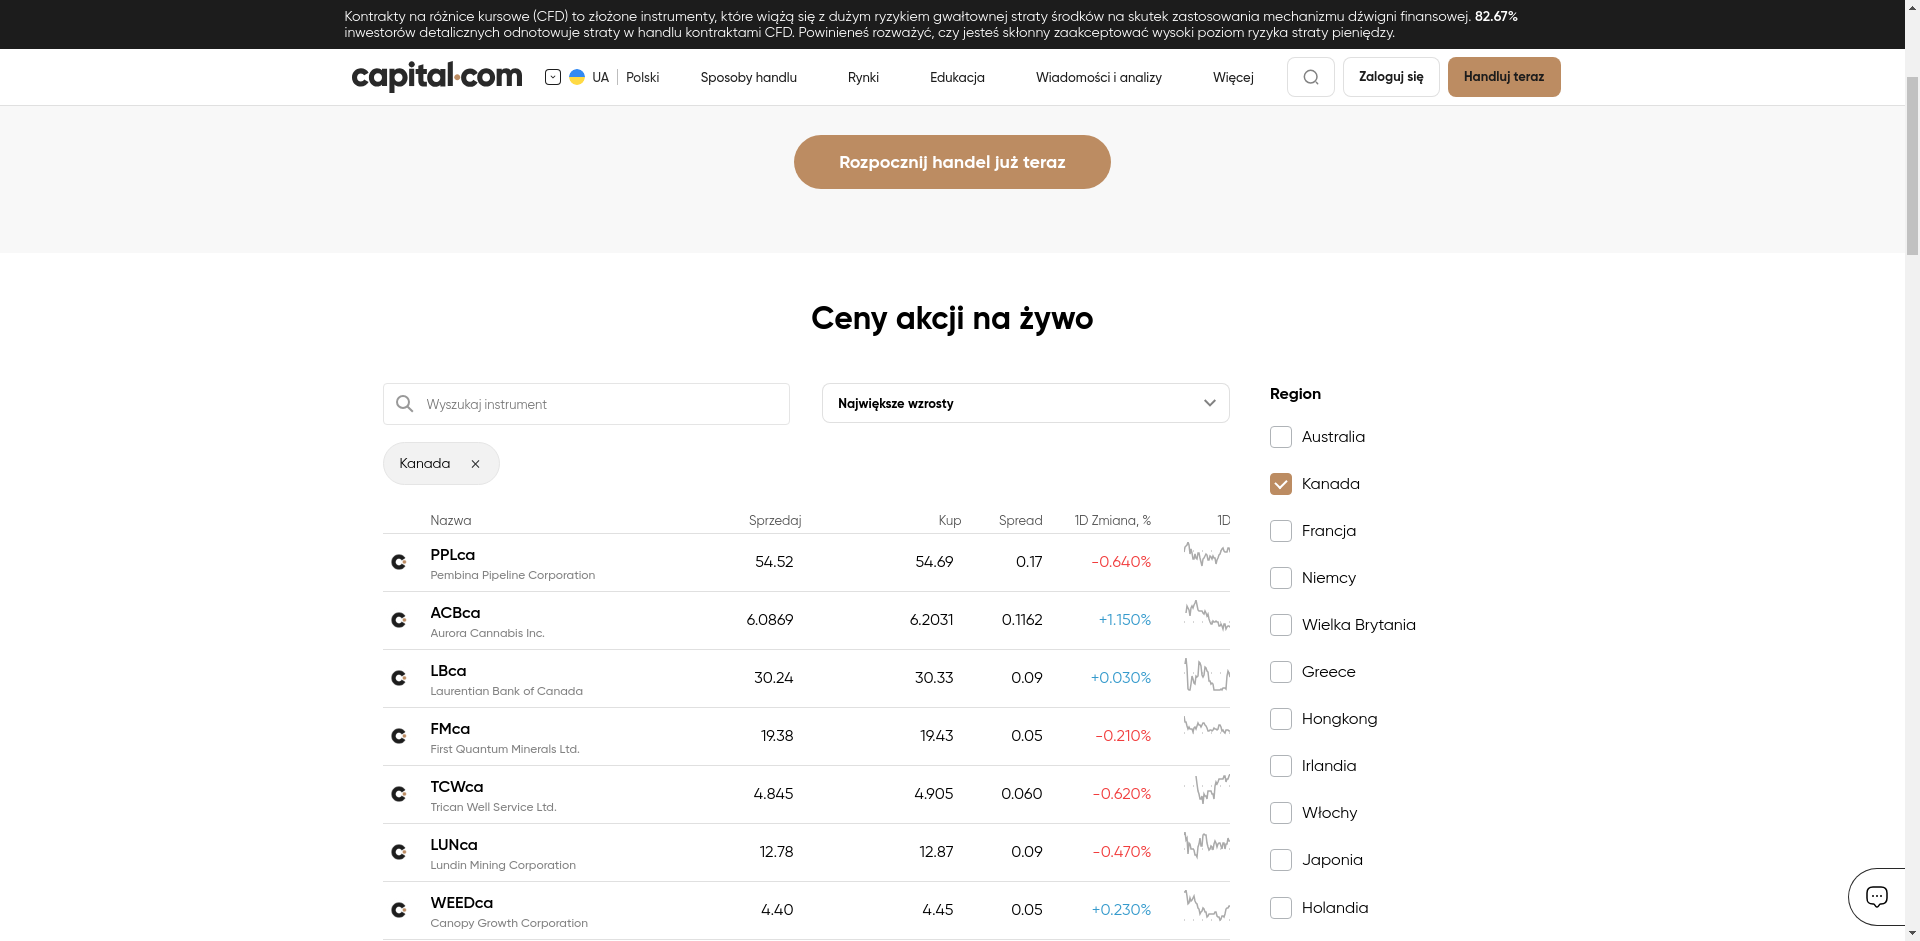 Kontrakty na różnice kursowe (CFD) to złożone instrumenty, które wiążą się z dużym ryzykiem gwałtownej straty środków na skutek zastosowania mechanizmu dźwigni finansowej. 82.67%
inwestorów detalicznych odnotowuje straty w handlu kontraktami CFD. Powinieneś rozważyć, czy jesteś skłonny zaakceptować wysoki poziom ryzyka straty pieniędzy.
capital.com UA Polski Sposoby handlu Rynki Edukacja Wiadomości i analizy Więcej Zaloguj się Handluj teraz
Rozpocznij handel już teraz
Ceny akcji na żywo
Wyszukaj instrument Największe wzrosty
Kanada
Nazwa Sprzedaj Kup Spread 1D Zmiana, % 1D
PPLca 54.52 54.69 0.17 -0.640%
Pembina Pipeline Corporation
ACBca 6.0869 6.2031 0.1162 +1.150%
Aurora Cannabis Inc.
LBca 30.24 30.33 0.09 +0.030%
Laurentian Bank of Canada
FMca 19.38 19.43 0.05 -0.210%
First Quantum Minerals Ltd.
TCWca 4.845 4.905 0.060 -0.620%
Trican Well Service Ltd.
LUNca 12.78 12.87 0.09 -0.470%
Lundin Mining Corporation
WEEDca 4.40 4.45 0.05 +0.230%
Canopy Growth Corporation
Region
Australia
Kanada
Francja
Niemcy
Wielka Brytania
Greece
Hongkong
Irlandia
Włochy
Japonia
Holandia